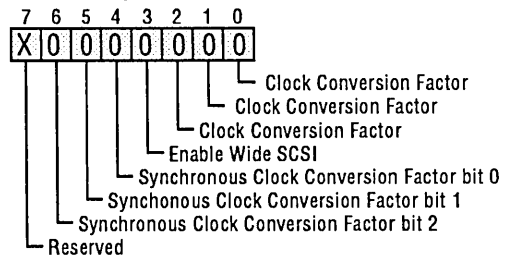 7 6 5 4 3 2 1 0
X 0 0 0 0 0 0 0
Clock Conversion Factor
Clock Conversion Factor
Clock Conversion Factor
Enable Wide SCSI
Synchronous Clock Conversion Factor bit 0
Synchonous Clock Conversion Factor bit 1
Synchronous Clock Conversion Factor bit 2
Reserved